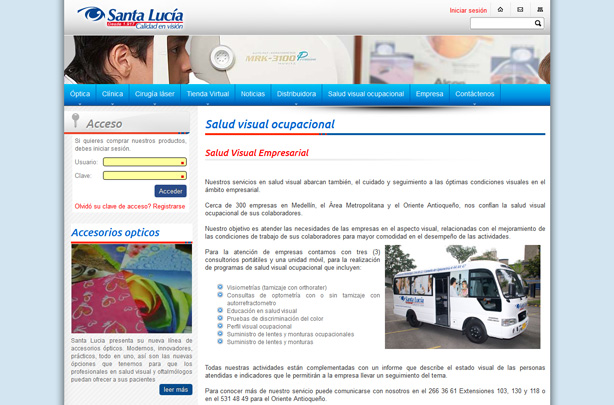 Santa Lucía
Desde 1.917
Calidad en visión
Iniciar sesión
MRK-3100P
Óptica Clínica Cirugía láser Tienda Virtual Noticias Distribuidora Salud visual ocupacional Empresa Contáctenos
Acceso
Si quieres comprar nuestros productos,
debes iniciar sesión.
Usuario:
Clave:
Acceder
Olvidó su clave de acceso? Registrarse
Accesorios opticos
Santa Lucia presenta su nueva línea de
accesorios ópticos. Modernos, innovadores,
prácticos, todo en uno, así son las nuevas
opciones que tenemos para que los
profesionales en salud visual y oftalmólogos
puedan ofrecer a sus pacientes
leer más
Salud visual ocupacional
Salud Visual Empresarial
Nuestros servicios en salud visual abarcan también, el cuidado y seguimiento a las óptimas condiciones visuales en el
ámbito empresarial.
Cerca de 300 empresas en Medellín, el Área Metropolitana y el Oriente Antioqueño, nos confían la salud visual
ocupacional de sus colaboradores.
Nuestro objetivo es atender las necesidades de las empresas en el aspecto visual, relacionadas con el mejoramiento de
las condiciones de trabajo de sus colaboradores para mayor comodidad en el desempeño de las actividades.
Para la atención de empresas contamos con tres (3)
consultorios portátiles y una unidad móvil, para la realización
de programas de salud visual ocupacional que incluyen:
Visiometrías (tamizaje con orthorater)
Consultas de optometría con o sin tamizaje con
autorrefractometro
Educación en salud visual
Pruebas de discriminación del color
Perfil visual ocupacional
Suministro de lentes y monturas ocupacionales
Suministro de lentes y monturas
Santa Lucía
Todas nuestras actividades están complementadas con un informe que describe el estado visual de las personas
atendidas e indicadores que le permitirán a la empresa llevar un seguimiento del tema.
Para conocer más de nuestro servicio puede comunicarse con nosotros en el 266 36 61 Extensiones 103, 130 y 118 o
en el 531 48 49 para el Oriente Antioqueño.